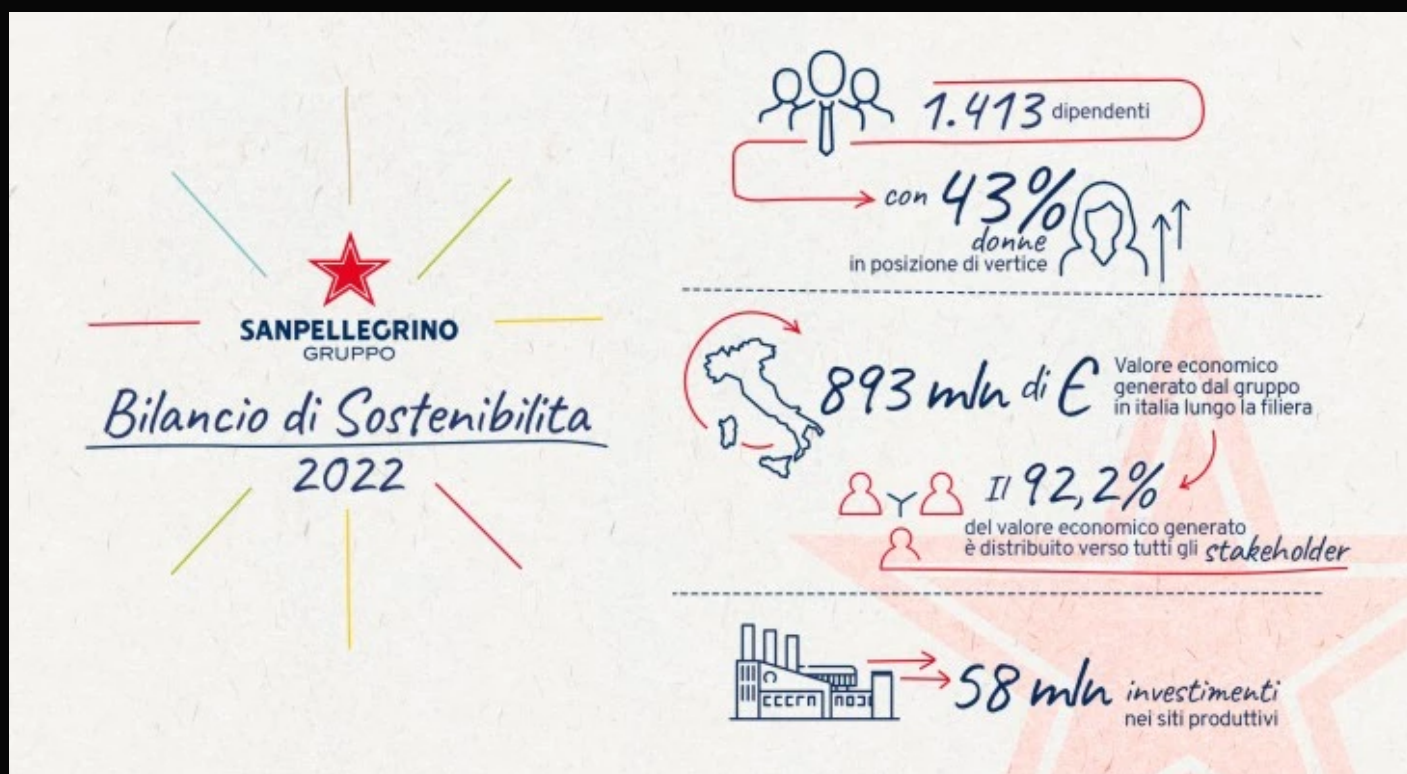 SANPELLEGRINO
GRUPPO
Bilancio di Sostenibilita
2022
1.413 dipendenti
con 43%
donne
in posizione di vertice
893 mln di €
Valore economico
generato dal gruppo
in italia lungo la filiera
Il 92,2%
del valore economico generato
è distribuito verso tutti gli stakeholder
58 mln investimenti
nei siti produttivi